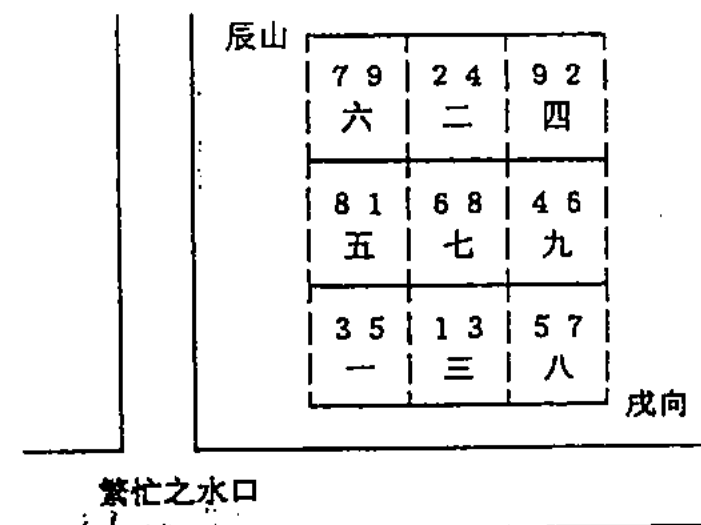 辰山
7 9 2 4 9 2
六 二 四
8 1 6 8 4 6
五 七 九
3 5 1 3 5 7
一 三 八
戌向
繁忙之水口